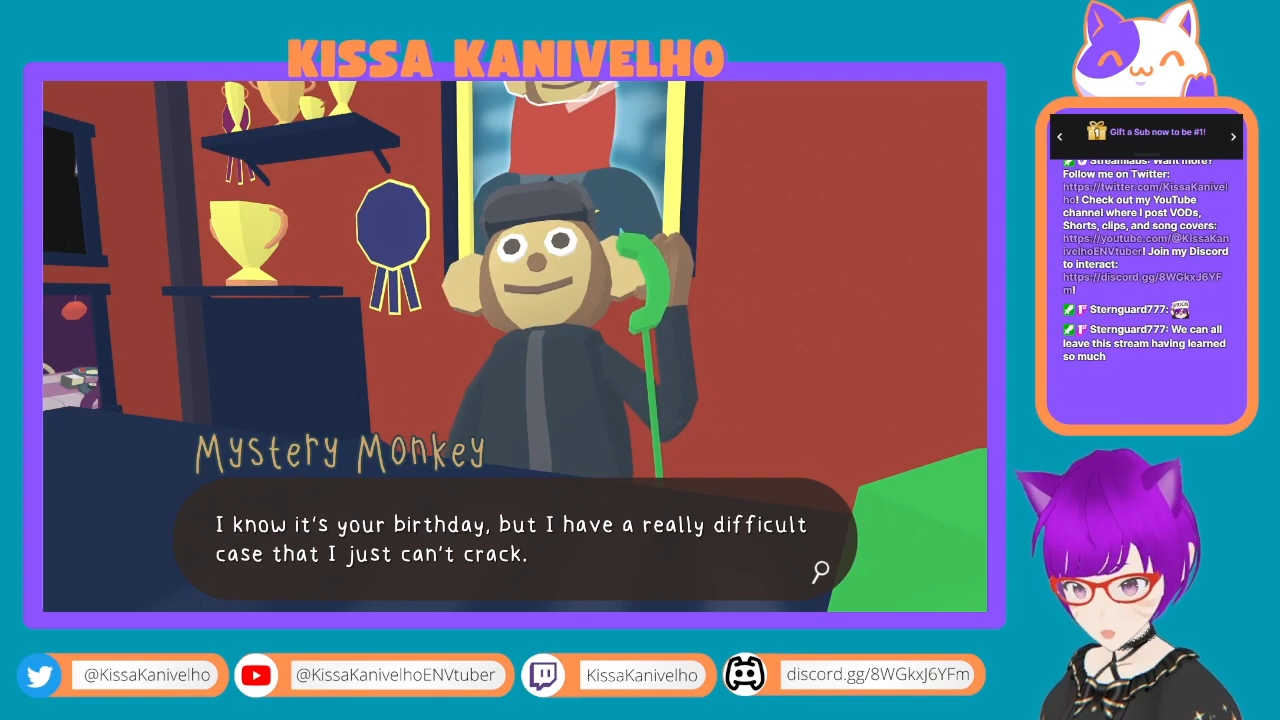 KISSA KANIVELHO
Mystery Monkey
I know it's your birthday, but I have a really difficult
case that I just can't crack.
1 Gift a Sub now to be #1!
Streamlabs: Want more?
Follow me on Twitter:
https://twitter.com/KissaKanivel
ho! Check out my YouTube
channel where I post VODs,
Shorts, clips, and song covers:
https://youtube.com/@KissaKan
ivelhoENVtuber! Join my Discord
to interact:
https://discord.gg/8WGkxJ6YF
m!
Sternguard777:
Sternguard777: We can all
leave this stream having learned
so much
@KissaKanivelho
@KissaKanivelhoENVtuber
KissaKanivelho
discord.gg/8WGkxJ6YFm